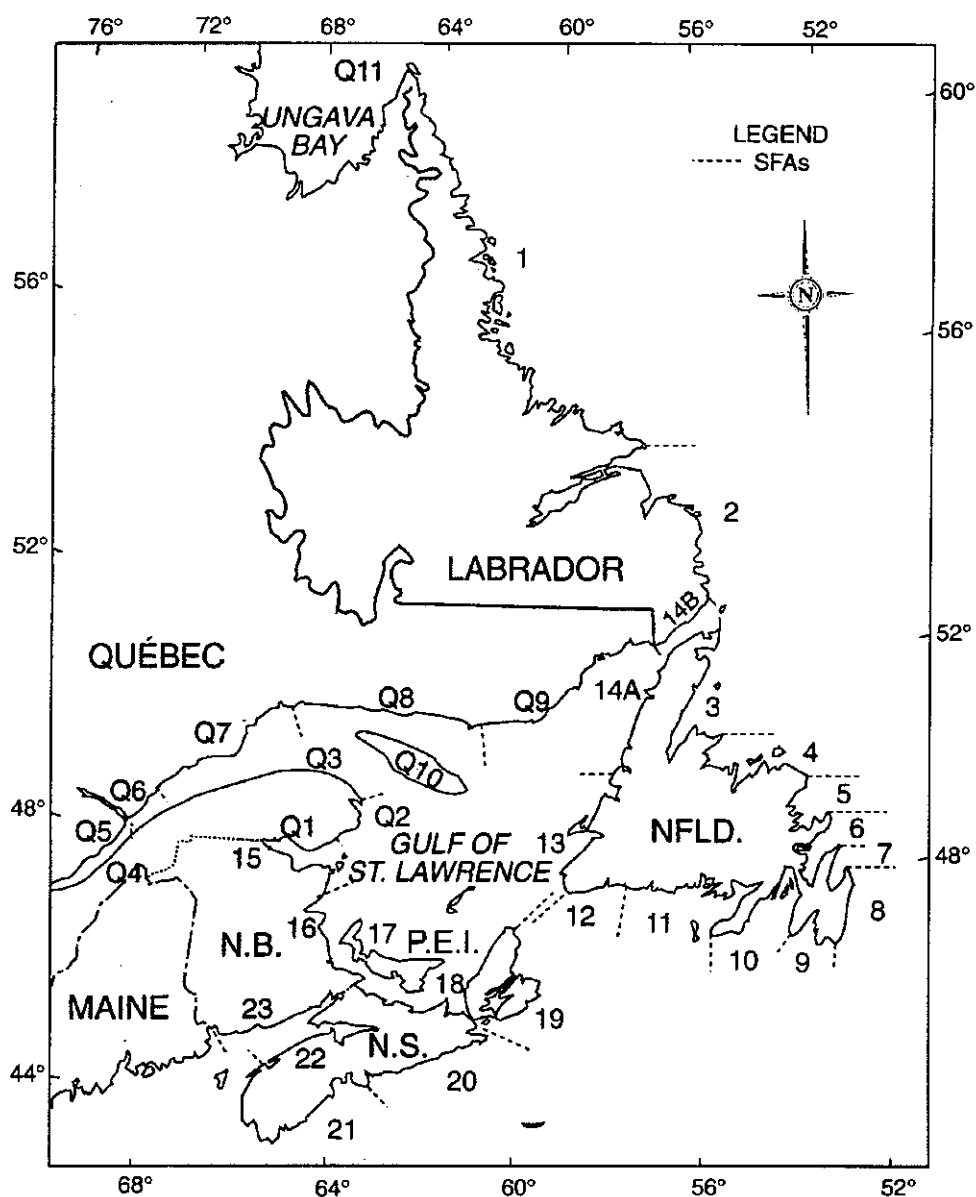 76° 72° 68° 64° 60° 56° 52°
Q11
60°
UNGAVA
BAY
LEGEND
SFAs
1
N
56°
56°
2
52°
LABRADOR
14B
52°
QUÉBEC
Q8
Q9
14A
3
Q7
Q3
Q10
4
Q6
5
48°
Q5
Q2
Q1
GULF OF
ST. LAWRENCE
13
NFLD.
6
7
48°
15
Q4
12
11
8
16
17
P.E.I.
10
9
N.B.
18
MAINE
23
19
22
N.S.
44°
20
44°
21
68° 64° 60° 56° 52°